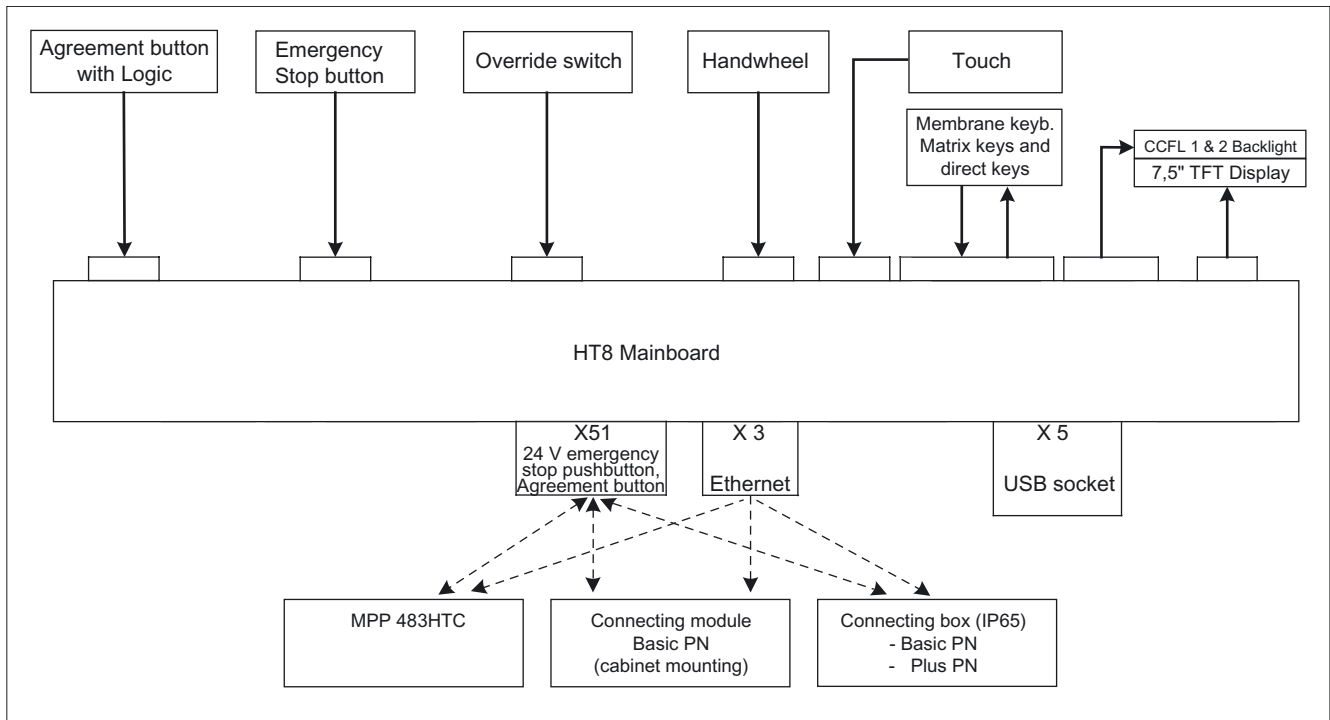 Agreement button
with Logic
Emergency
Stop button
Override switch
Handwheel
Touch
Membrane keyb.
Matrix keys and
direct keys
CCFL 1 & 2 Backlight
7,5" TFT Display
HT8 Mainboard
X51
24 V emergency
stop pushbutton,
Agreement button
X 3
Ethernet
X 5
USB socket
MPP 483HTC
Connecting module
Basic PN
(cabinet mounting)
Connecting box (IP65)
- Basic PN
- Plus PN